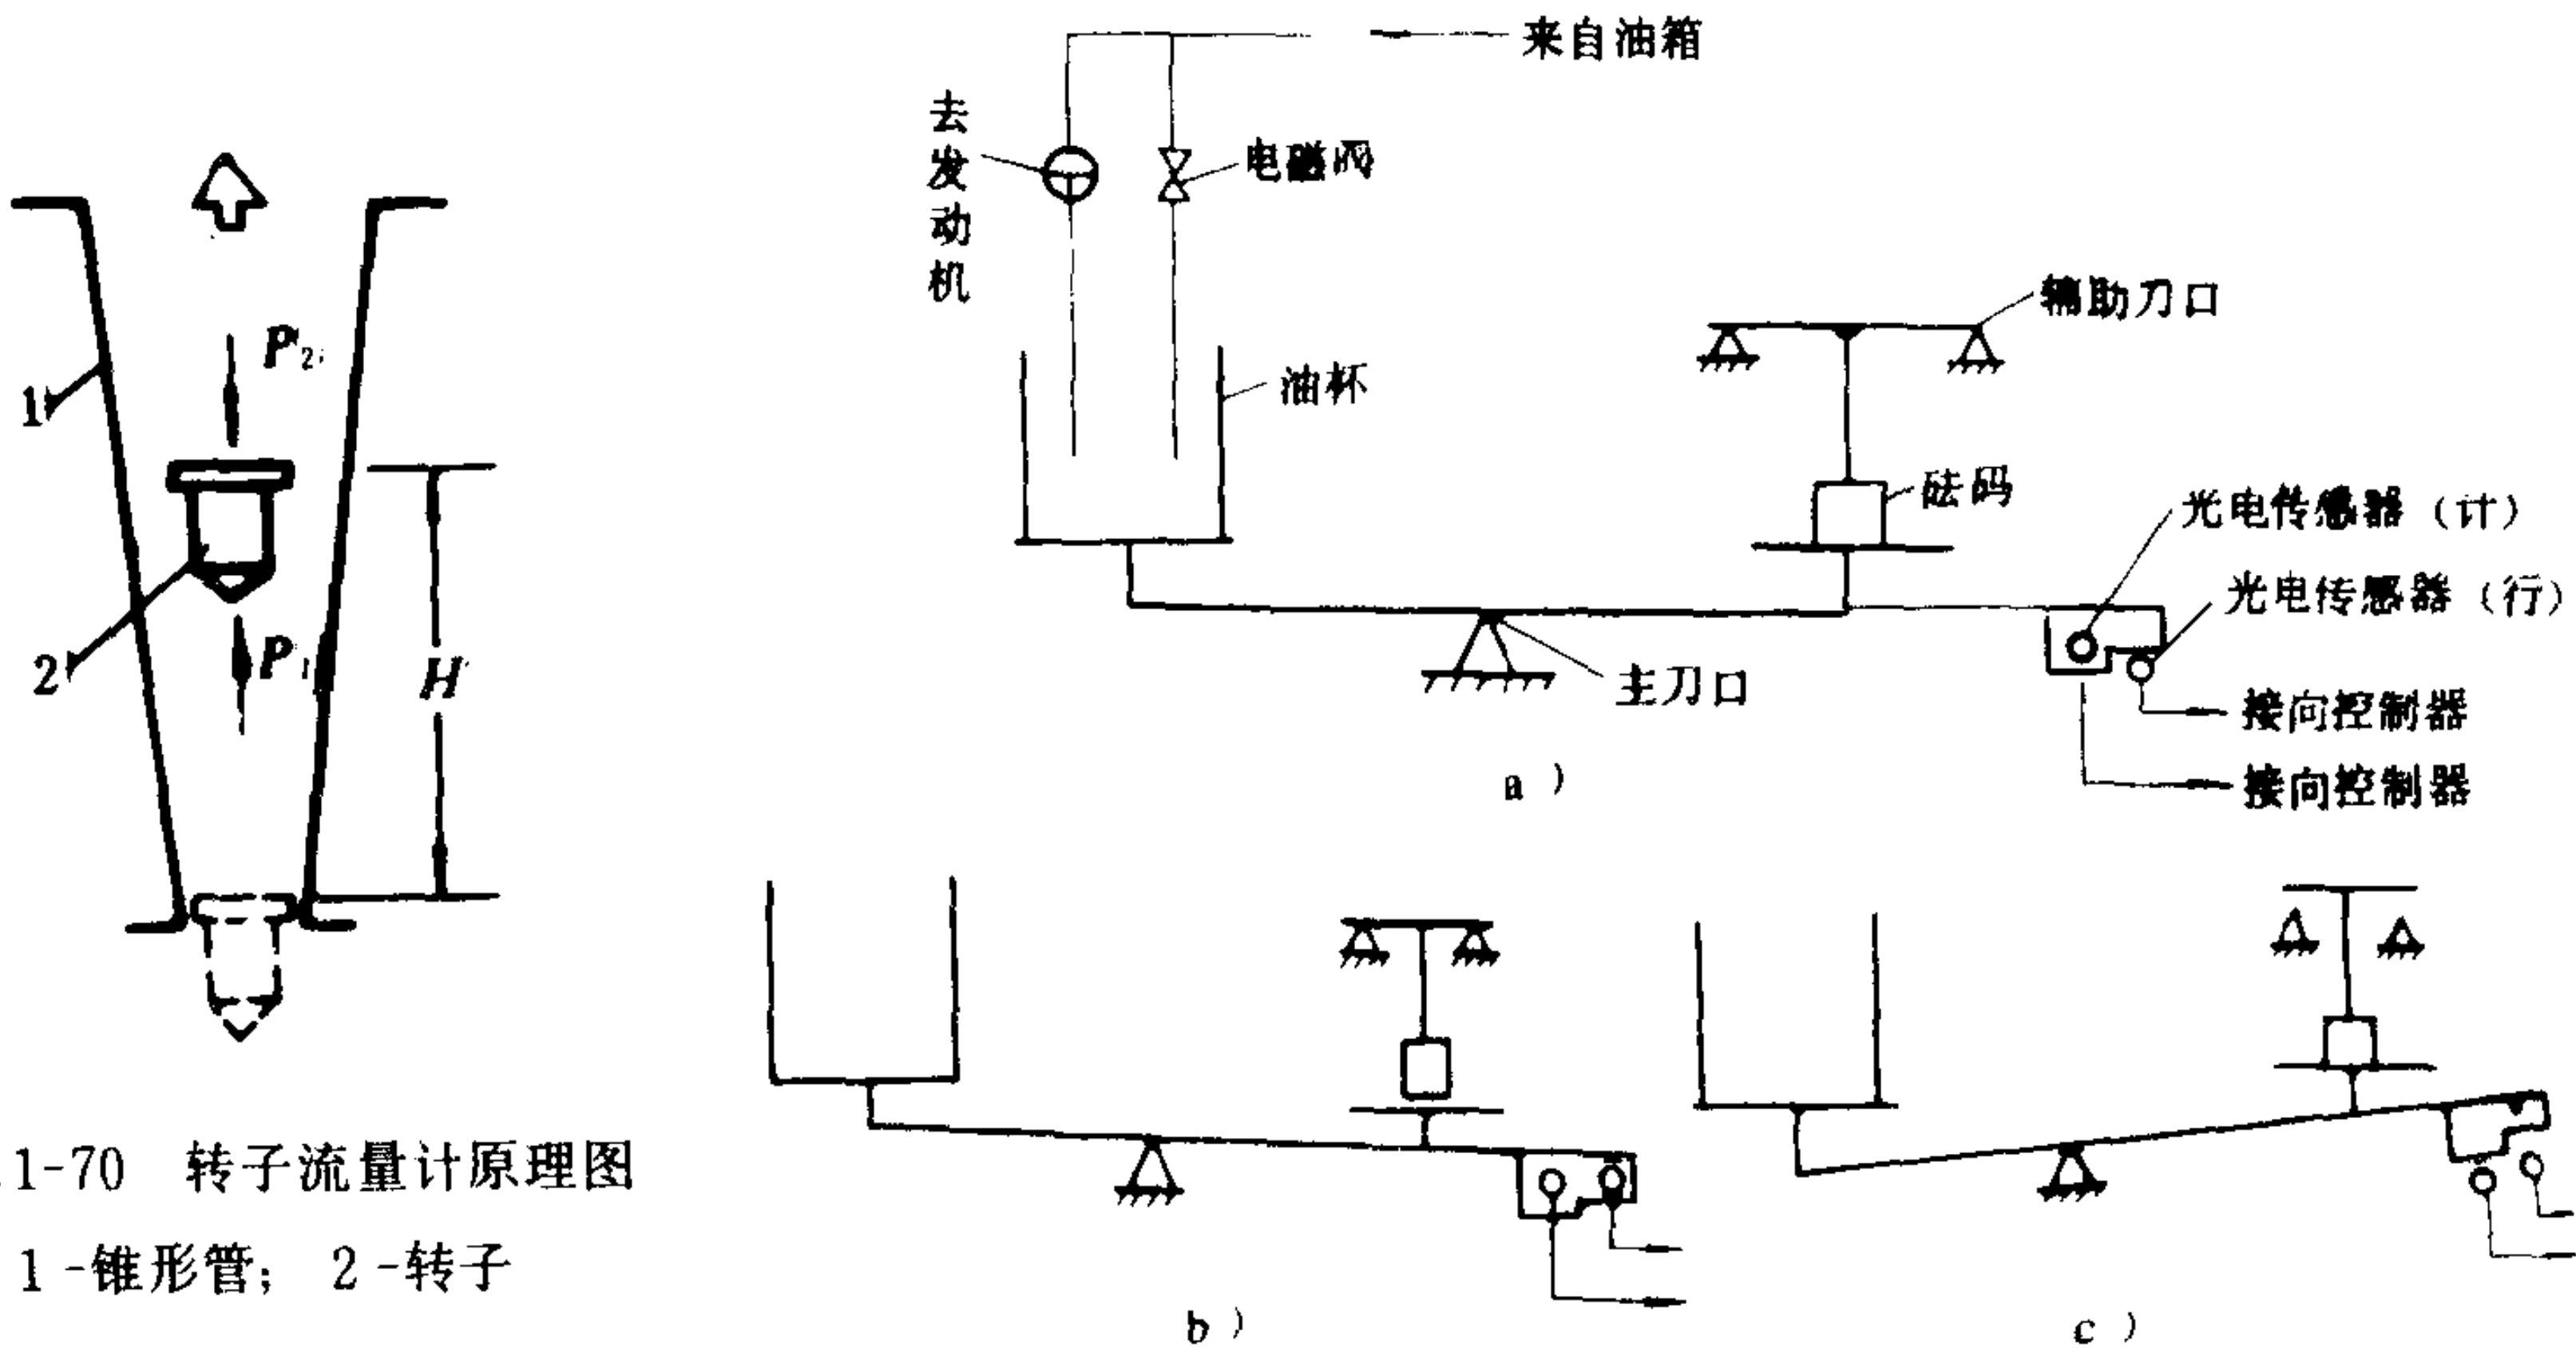 来自油箱
去发动机
电磁阀
辅助刀口
油杯
砝码
光电传感器（计）
光电传感器（行）
主刀口
接向控制器
接向控制器
a）
P₂
1
2
P₁
H
1-70 转子流量计原理图
1-锥形管； 2-转子
b）
c）